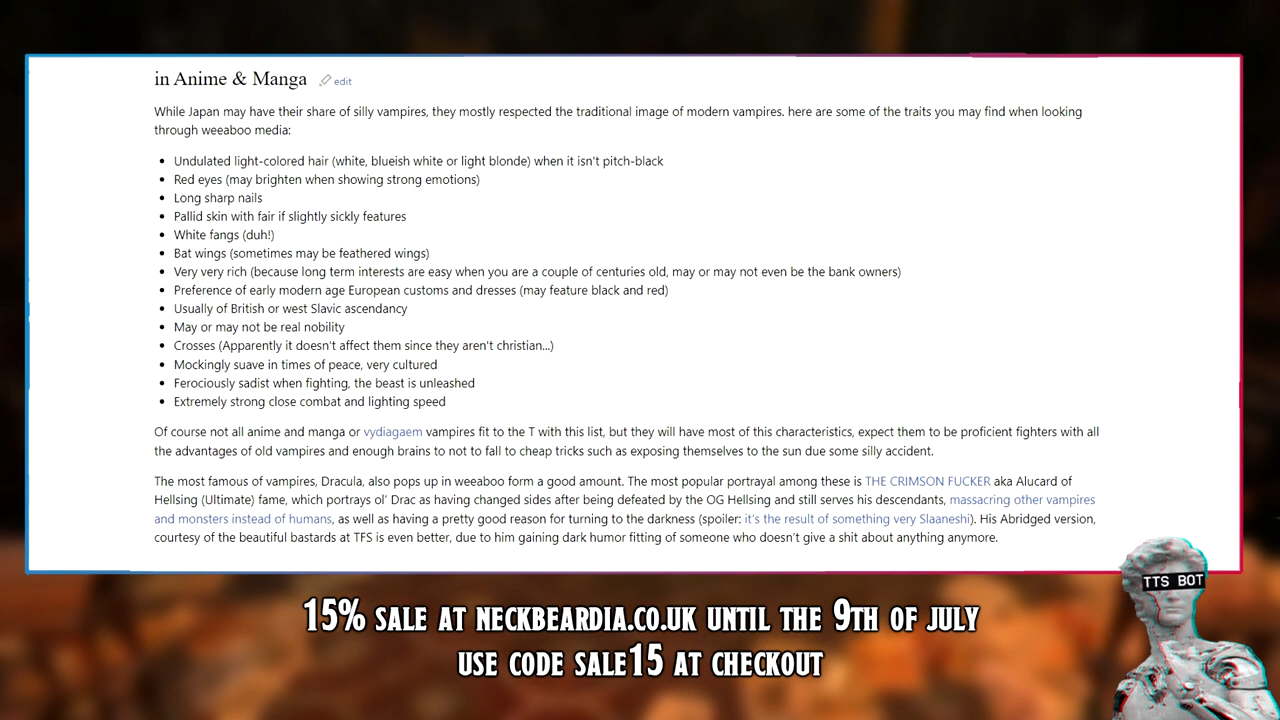 in Anime & Manga edit
While Japan may have their share of silly vampires, they mostly respected the traditional image of modern vampires. here are some of the traits you may find when looking
through weeaboo media:
• Undulated light-colored hair (white, blueish white or light blonde) when it isn't pitch-black
• Red eyes (may brighten when showing strong emotions)
• Long sharp nails
• Pallid skin with fair if slightly sickly features
• White fangs (duh!)
• Bat wings (sometimes may be feathered wings)
• Very very rich (because long term interests are easy when you are a couple of centuries old, may or may not even be the bank owners)
• Preference of early modern age European customs and dresses (may feature black and red)
• Usually of British or west Slavic ascendancy
• May or may not be real nobility
• Crosses (Apparently it doesn't affect them since they aren't christian...)
• Mockingly suave in times of peace, very cultured
• Ferociously sadist when fighting, the beast is unleashed
• Extremely strong close combat and lighting speed
Of course not all anime and manga or vydiagaem vampires fit to the T with this list, but they will have most of this characteristics, expect them to be proficient fighters with all
the advantages of old vampires and enough brains to not to fall to cheap tricks such as exposing themselves to the sun due some silly accident.
The most famous of vampires, Dracula, also pops up in weeaboo form a good amount. The most popular portrayal among these is THE CRIMSON FUCKER aka Alucard of
Hellsing (Ultimate) fame, which portrays ol' Drac as having changed sides after being defeated by the OG Hellsing and still serves his descendants, massacring other vampires
and monsters instead of humans, as well as having a pretty good reason for turning to the darkness (spoiler: it's the result of something very Slaaneshi). His Abridged version,
courtesy of the beautiful bastards at TFS is even better, due to him gaining dark humor fitting of someone who doesn't give a shit about anything anymore.
TTS BOT
15% SALE AT NECKBEARDIA.CO.UK UNTIL THE 9TH OF JULY
USE CODE SALE15 AT CHECKOUT